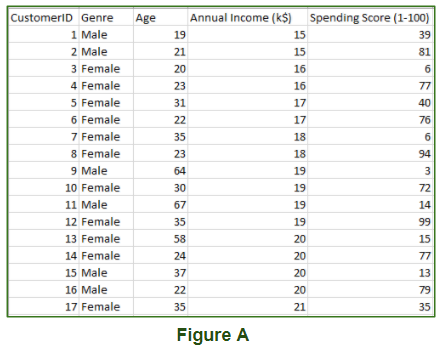 CustomerID Genre Age Annual Income (k$) Spending Score (1-100)
1 Male 19 15 39
2 Male 21 15 81
3 Female 20 16 6
4 Female 23 16 77
5 Female 31 17 40
6 Female 22 17 76
7 Female 35 18 6
8 Female 23 18 94
9 Male 64 19 3
10 Female 30 19 72
11 Male 67 19 14
12 Female 35 19 99
13 Female 58 20 15
14 Female 24 20 77
15 Male 37 20 13
16 Male 22 20 79
17 Female 35 21 35
Figure A